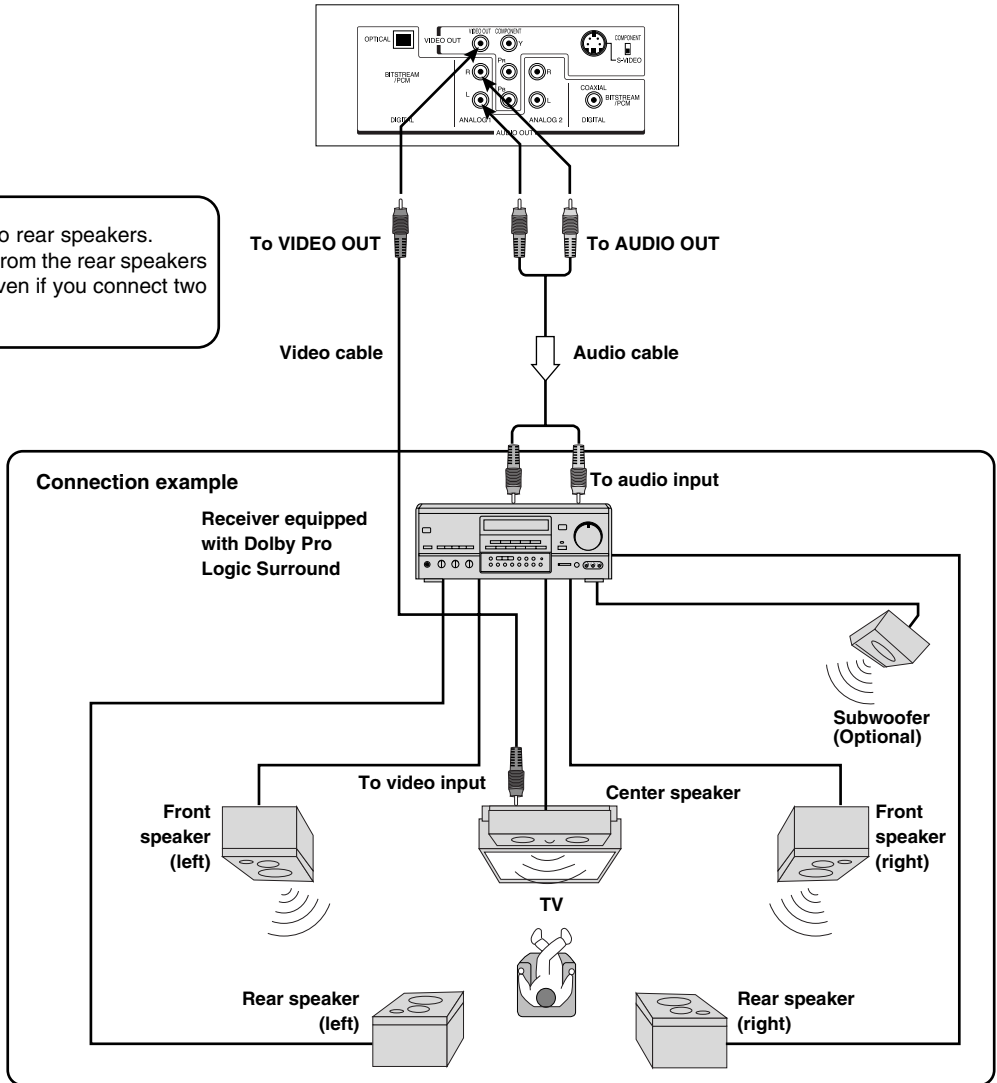 OPTICAL
VIDEO OUT
VIDEO OUT COMPONENT
Y
COMPONENT
S-VIDEO
BITSTREAM
/PCM
R
L
PR
R
L
COAXIAL
BITSTREAM
/PCM
DIGITAL
ANALOG 1
ANALOG 2
DIGITAL
AUDIO OUT
o rear speakers.
rom the rear speakers
ven if you connect two
To VIDEO OUT
To AUDIO OUT
Video cable
Audio cable
Connection example
To audio input
Receiver equipped
with Dolby Pro
Logic Surround
Subwoofer
(Optional)
To video input
Center speaker
Front
speaker
(left)
Front
speaker
(right)
TV
Rear speaker
(left)
Rear speaker
(right)